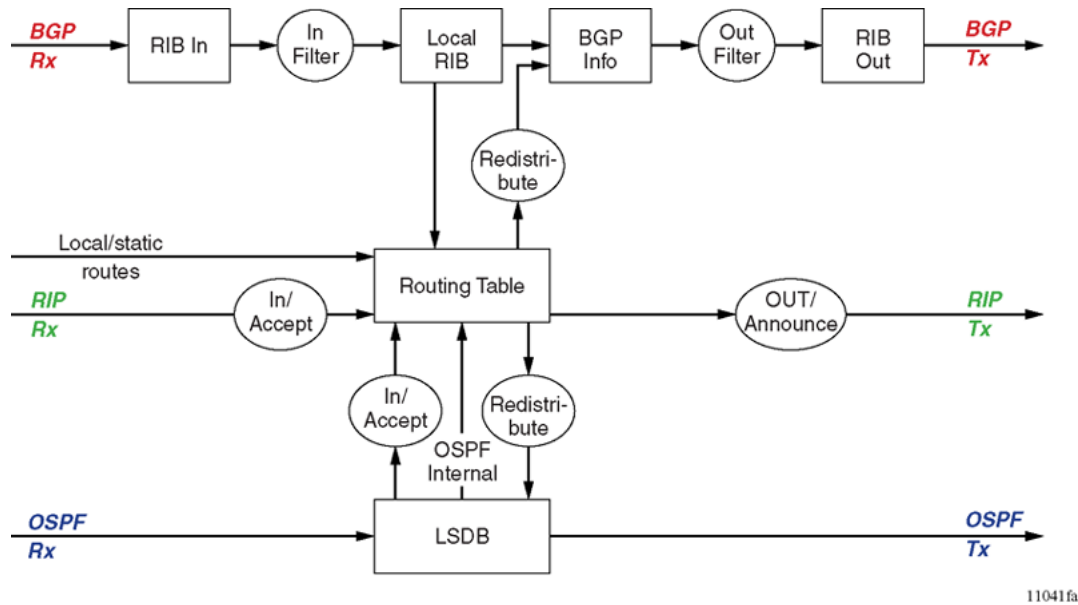 BGP
Rx
RIB In
In
Filter
Local
RIB
BGP
Info
Out
Filter
RIB
Out
BGP
Tx
Redistri-
bute
Local/static
routes
Routing Table
RIP
Rx
In/
Accept
OUT/
Announce
RIP
Tx
In/
Accept
OSPF
Internal
Redistri-
bute
OSPF
Rx
LSDB
OSPF
Tx
11041fa